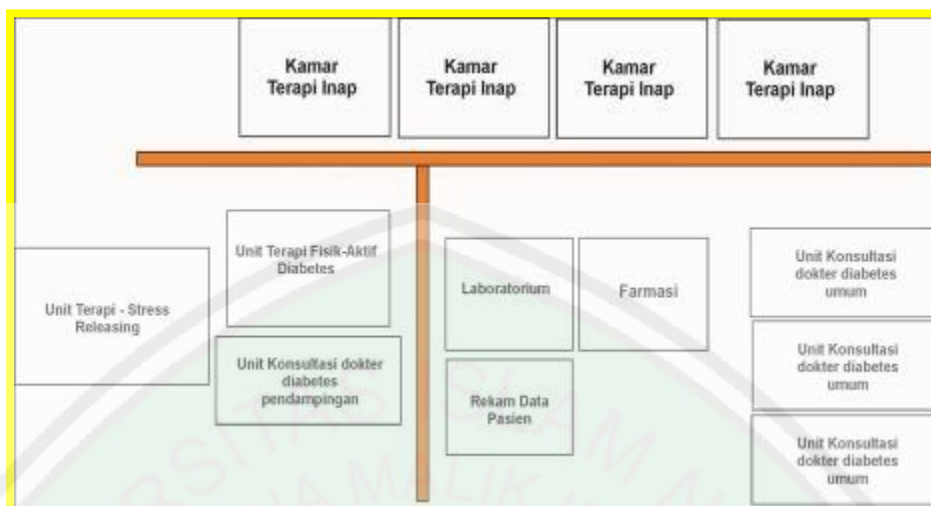 Kamar
Terapi Inap
Kamar
Terapi Inap
Kamar
Terapi Inap
Kamar
Terapi Inap
Unit Terapi - Stress
Releasing
Unit Terapi Fisik-Aktif
Diabetes
Unit Konsultasi dokter
diabetes
pendampingan
Laboratorium
Farmasi
Rekam Data
Pasien
Unit Konsultasi
dokter diabetes
umum
Unit Konsultasi
dokter diabetes
umum
Unit Konsultasi
dokter diabetes
umum